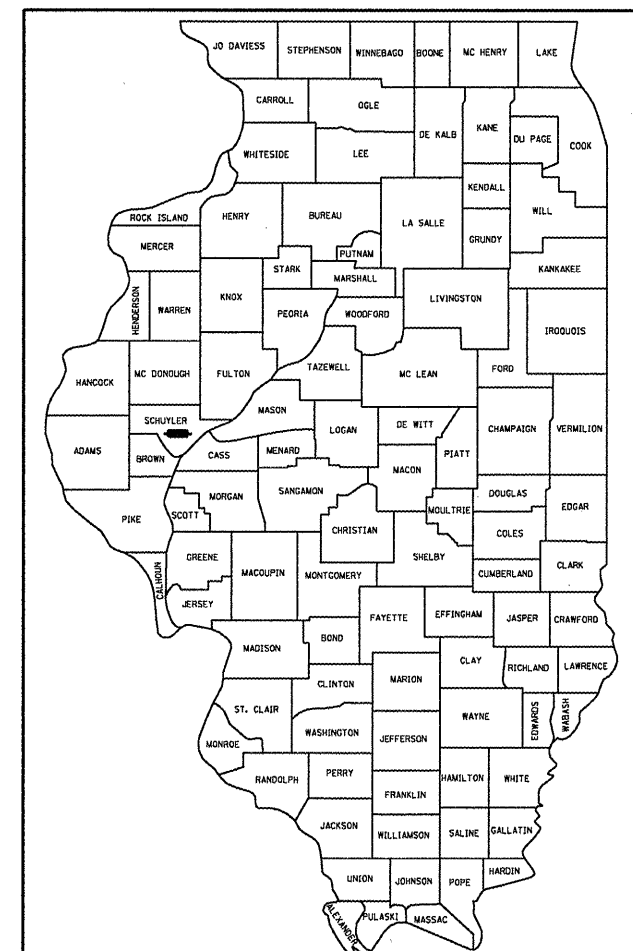 JO DAVIESS
STEPHENSON
WINNEBAGO
BOONE
MC HENRY
LAKE
CARROLL
OGLE
DE KALB
KANE
DU PAGE
COOK
WHITESIDE
LEE
KENDALL
WILL
ROCK ISLAND
HENRY
BUREAU
LA SALLE
GRUNDY
MERCER
PUTNAM
STARK
MARSHALL
KANKAKEE
HENDERSON
WARREN
KNOX
PEORIA
WOODFORD
LIVINGSTON
IROQUOIS
HANCOCK
MC DONOUGH
FULTON
TAZEWELL
MC LEAN
FORD
SCHUYLER
MASON
LOGAN
DE WITT
CHAMPAIGN
VERMILION
ADAMS
BROWN
CASS
MENARD
PIATT
MACON
PIKE
SCOTT
MORGAN
SANGAMON
CHRISTIAN
MOULTRIE
DOUGLAS
EDGAR
COLES
CALHOUN
GREENE
MACOUPIN
MONTGOMERY
SHELBY
CUMBERLAND
CLARK
JERSEY
FAYETTE
EFFINGHAM
JASPER
CRAWFORD
MADISON
BOND
CLAY
RICHLAND
LAWRENCE
CLINTON
MARION
ST. CLAIR
WAYNE
EDWARDS
WABASH
WASHINGTON
JEFFERSON
MONROE
RANDOLPH
PERRY
HAMILTON
WHITE
FRANKLIN
JACKSON
WILLIAMSON
SALINE
GALLATIN
UNION
JOHNSON
POPE
HARDIN
ALEXANDER
PULASKI
MASSAC